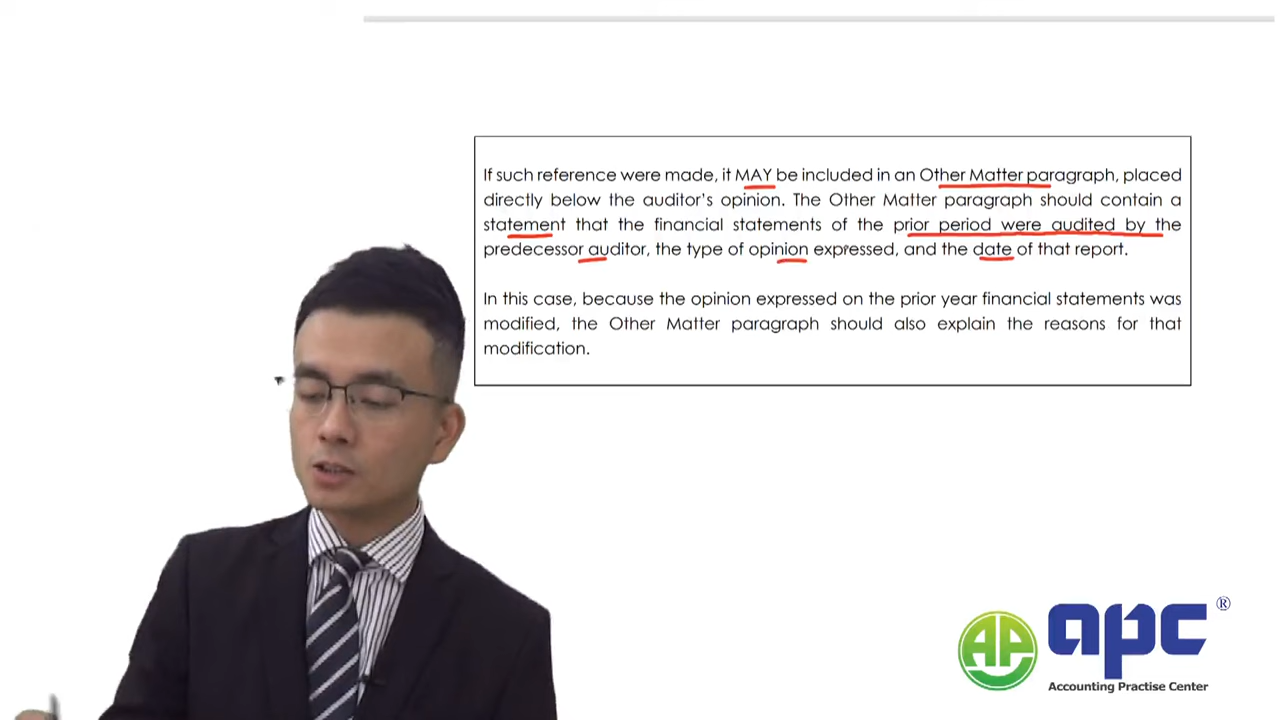 If such reference were made, it MAY be included in an Other Matter paragraph, placed
directly below the auditor's opinion. The Other Matter paragraph should contain a
statement that the financial statements of the prior period were audited by the
predecessor auditor, the type of opinion expressed, and the date of that report.
In this case, because the opinion expressed on the prior year financial statements was
modified, the Other Matter paragraph should also explain the reasons for that
modification.
AP apc ®
Accounting Practise Center